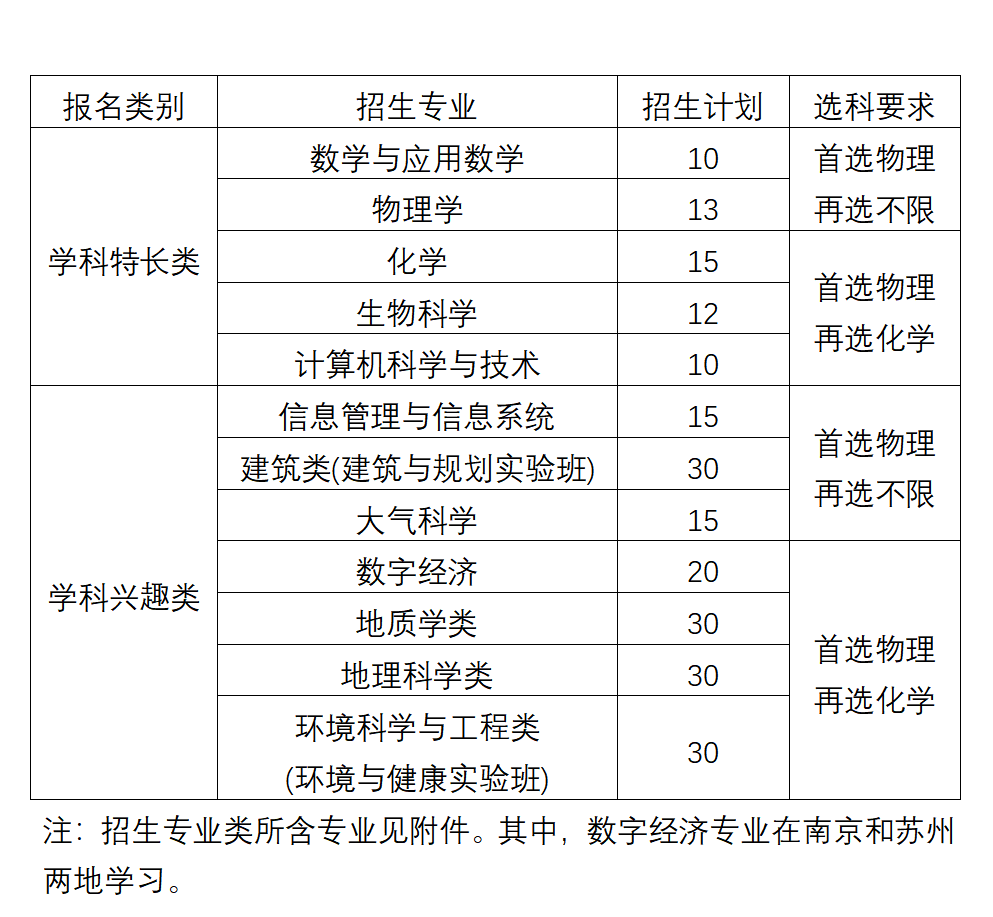 报名类别 招生专业 招生计划 选科要求
学科特长类
数学与应用数学 10
物理学 13
首选物理
再选不限
化学 15
生物科学 12
计算机科学与技术 10
首选物理
再选化学
学科兴趣类
信息管理与信息系统 15
建筑类(建筑与规划实验班) 30
大气科学 15
首选物理
再选不限
数字经济 20
地质学类 30
地理科学类 30
环境科学与工程类
(环境与健康实验班) 30
首选物理
再选化学
注：招生专业类所含专业见附件。其中，数字经济专业在南京和苏州
两地学习。